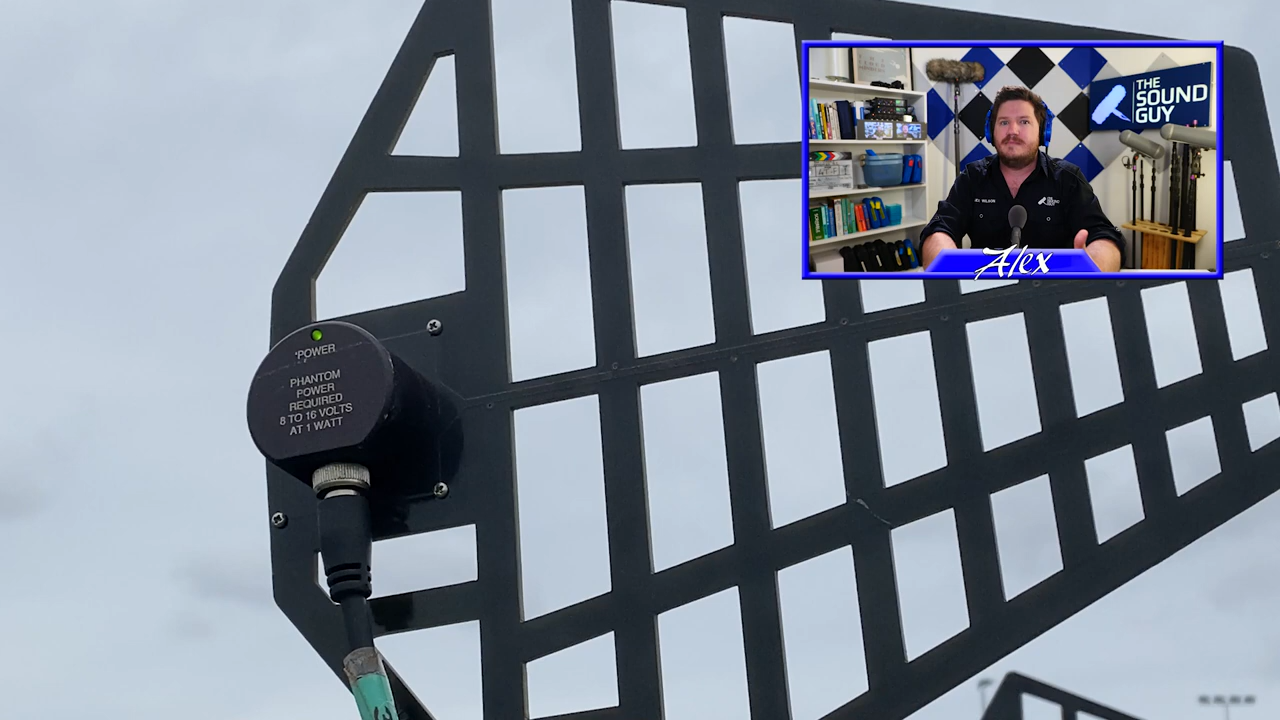 THE
SOUND
GUY
Alex
POWER
PHANTOM
POWER
REQUIRED
8 TO 16 VOLTS
AT 1 WATT